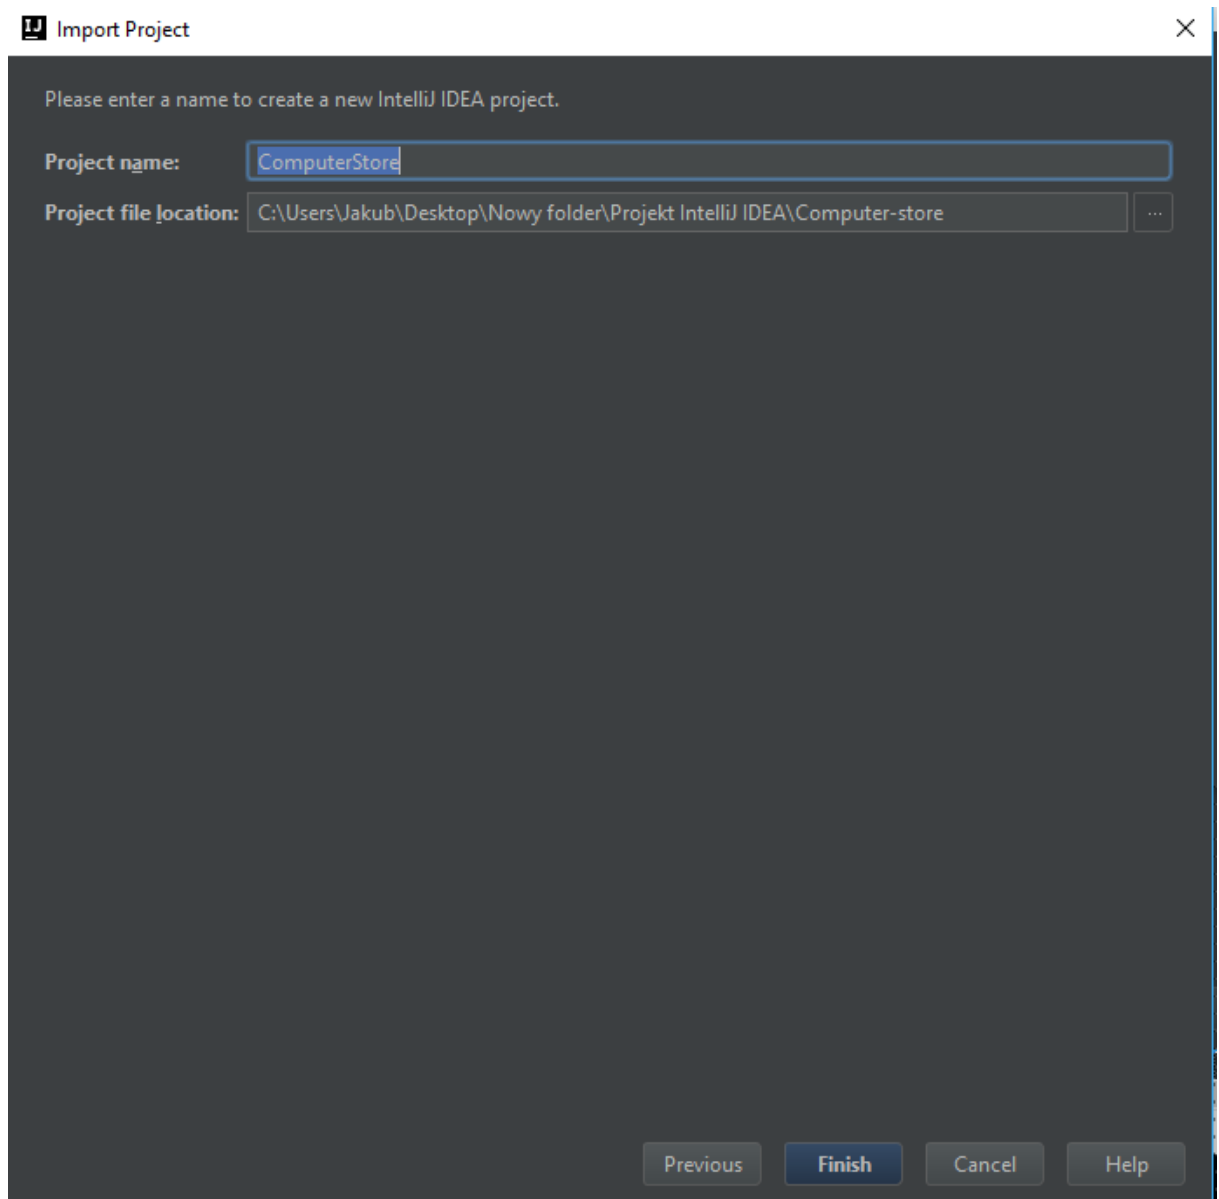 IJ Import Project
Please enter a name to create a new IntelliJ IDEA project.
Project name: ComputerStore
Project file location: C:\Users\Jakub\Desktop\Nowy folder\Projekt IntelliJ IDEA\Computer-store ...
Previous Finish Cancel Help